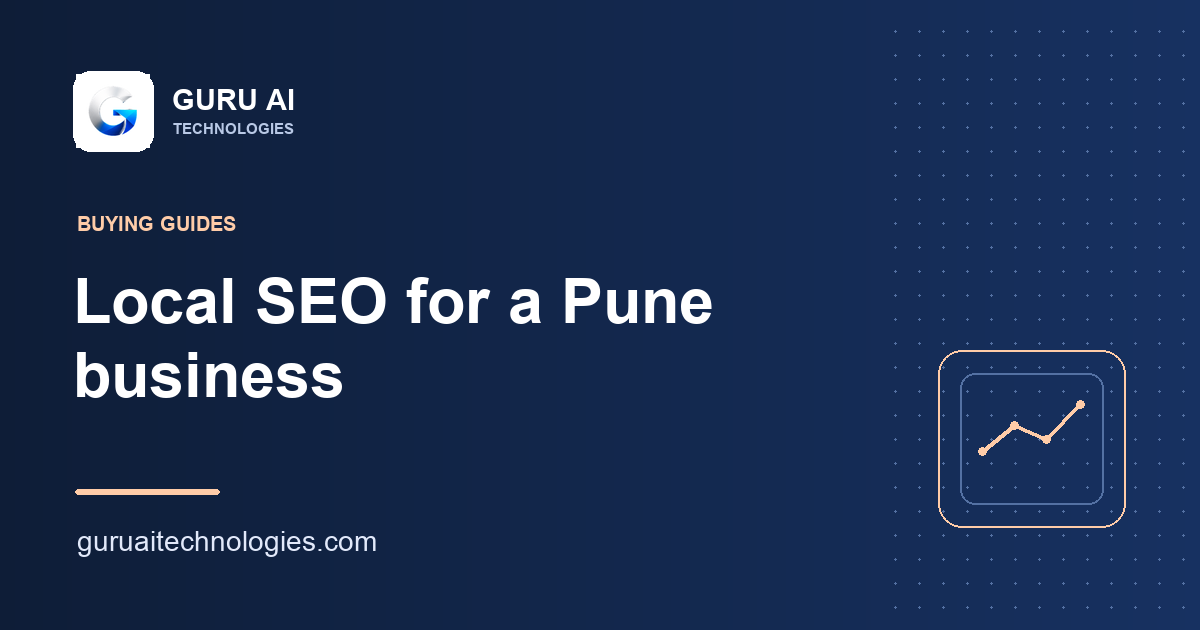 GURU AI
TECHNOLOGIES
BUYING GUIDES
Local SEO for a Pune
business
guruaitechnologies.com